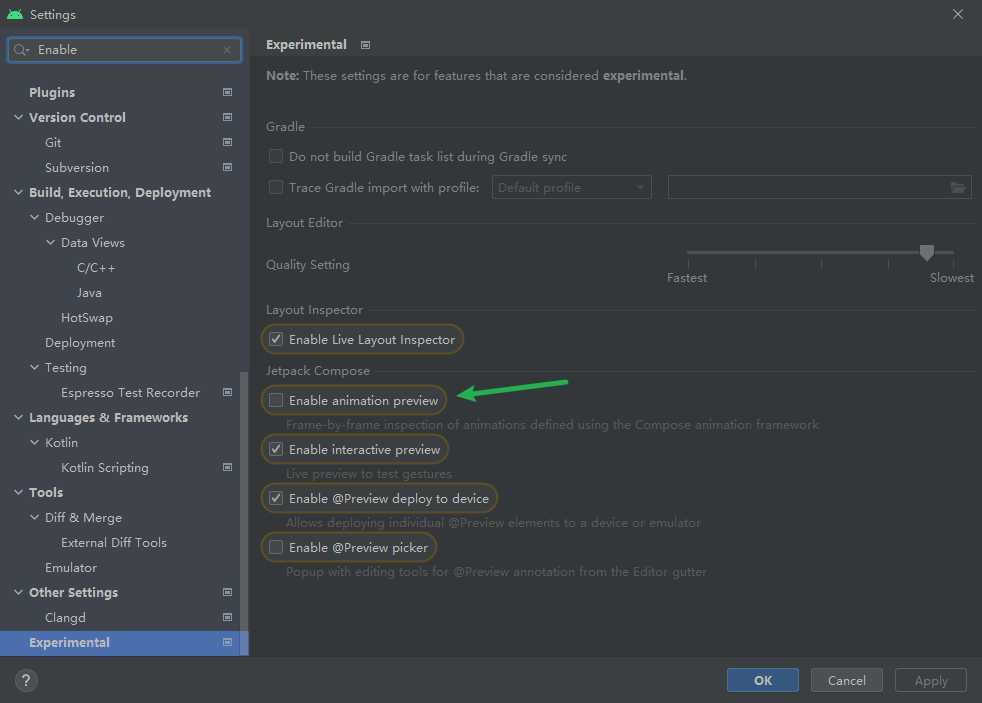 Settings
Enable
Plugins
Version Control
Git
Subversion
Build, Execution, Deployment
Debugger
Data Views
C/C++
Java
HotSwap
Deployment
Testing
Espresso Test Recorder
Languages & Frameworks
Kotlin
Kotlin Scripting
Tools
Diff & Merge
External Diff Tools
Emulator
Other Settings
Clangd
Experimental
Experimental
Note: These settings are for features that are considered experimental.
Gradle
Do not build Gradle task list during Gradle sync
Trace Gradle import with profile: Default profile
Layout Editor
Quality Setting
Fastest Slowest
Layout Inspector
Enable Live Layout Inspector
Jetpack Compose
Enable animation preview
Frame-by-frame inspection of animations defined using the Compose animation framework
Enable interactive preview
Live preview to test gestures
Enable @Preview deploy to device
Allows deploying individual @Preview elements to a device or emulator
Enable @Preview picker
Popup with editing tools for @Preview annotation from the Editor gutter
?
OK Cancel Apply